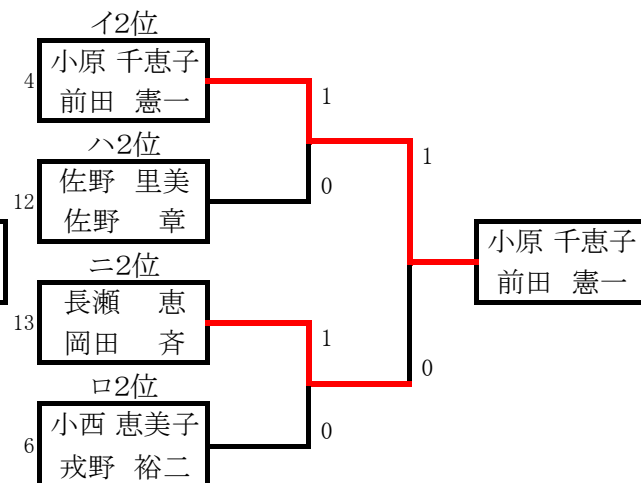 イ2位
4
小原 千恵子
前田 憲一
1
ハ2位
1
12
佐野 里美
佐野 章
0
小原 千恵子
前田 憲一
ニ2位
13
長瀬 恵
岡田 斉
1
0
ロ2位
6
小西 恵美子
戎野 裕二
0